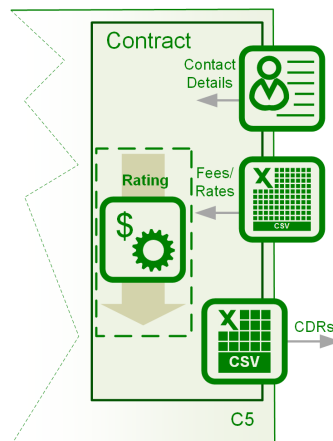 Contract
Contact
Details
Fees/
Rates
Rating
$
X
CSV
X
CSV
CDRs
C5